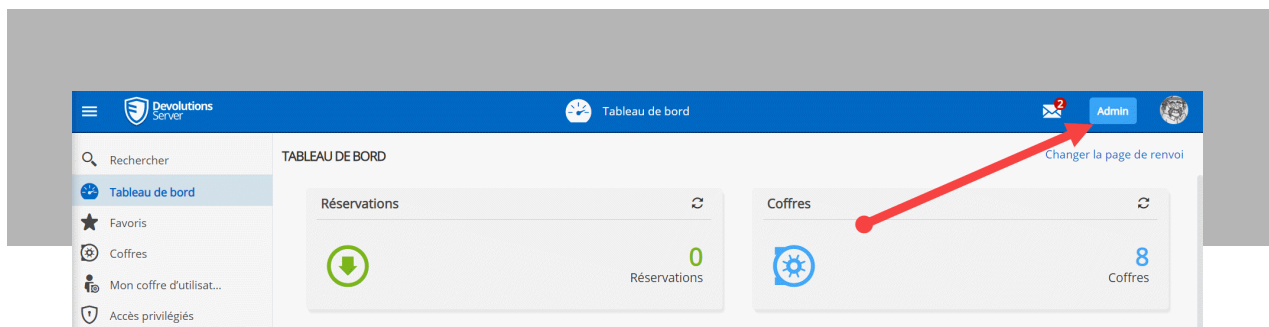 Devolutions
Server
Tableau de bord
2
Admin
Rechercher
Tableau de bord
Favoris
Coffres
Mon coffre d'utilisat...
Accès privilégiés
TABLEAU DE BORD
Changer la page de renvoi
Réservations
0
Réservations
Coffres
8
Coffres